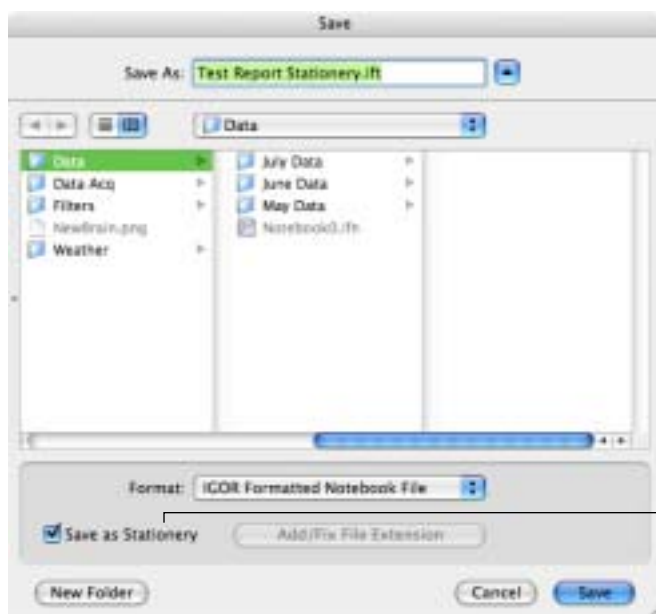 Save
Save As: Test Report Stationery.ift
Data
Data
Data Acq
Filters
NewBrain.png
Weather
July Data
June Data
May Data
Notebook0.ifn
Format: IGOR Formatted Notebook File
Save as Stationery Add/Fix File Extension
New Folder Cancel Save